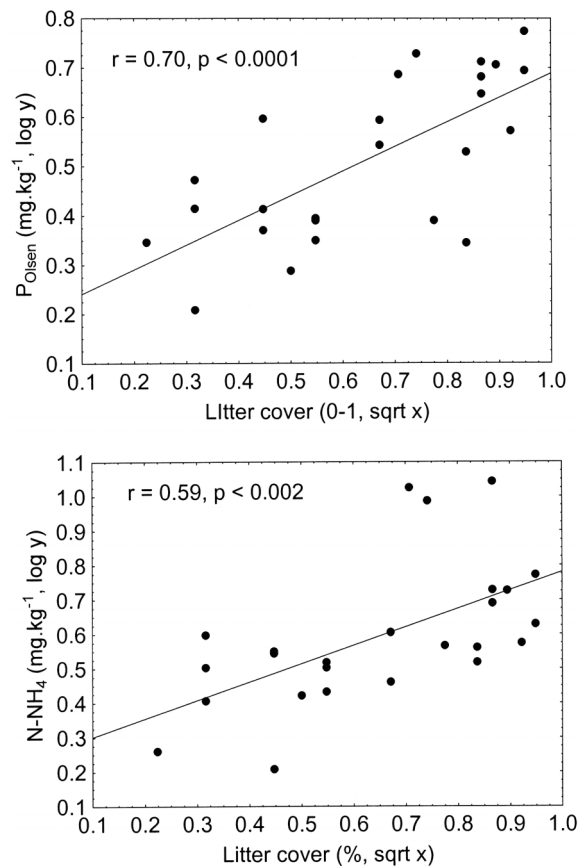 r = 0.70, p < 0.0001
0.8
0.7
0.6
0.5
0.4
0.3
0.2
0.1
P_Olsen (mg.kg⁻¹, log y)
0.1 0.2 0.3 0.4 0.5 0.6 0.7 0.8 0.9 1.0
LItter cover (0-1, sqrt x)
r = 0.59, p < 0.002
1.1
1.0
0.9
0.8
0.7
0.6
0.5
0.4
0.3
0.2
0.1
N-NH₄ (mg.kg⁻¹, log y)
0.1 0.2 0.3 0.4 0.5 0.6 0.7 0.8 0.9 1.0
Litter cover (%, sqrt x)